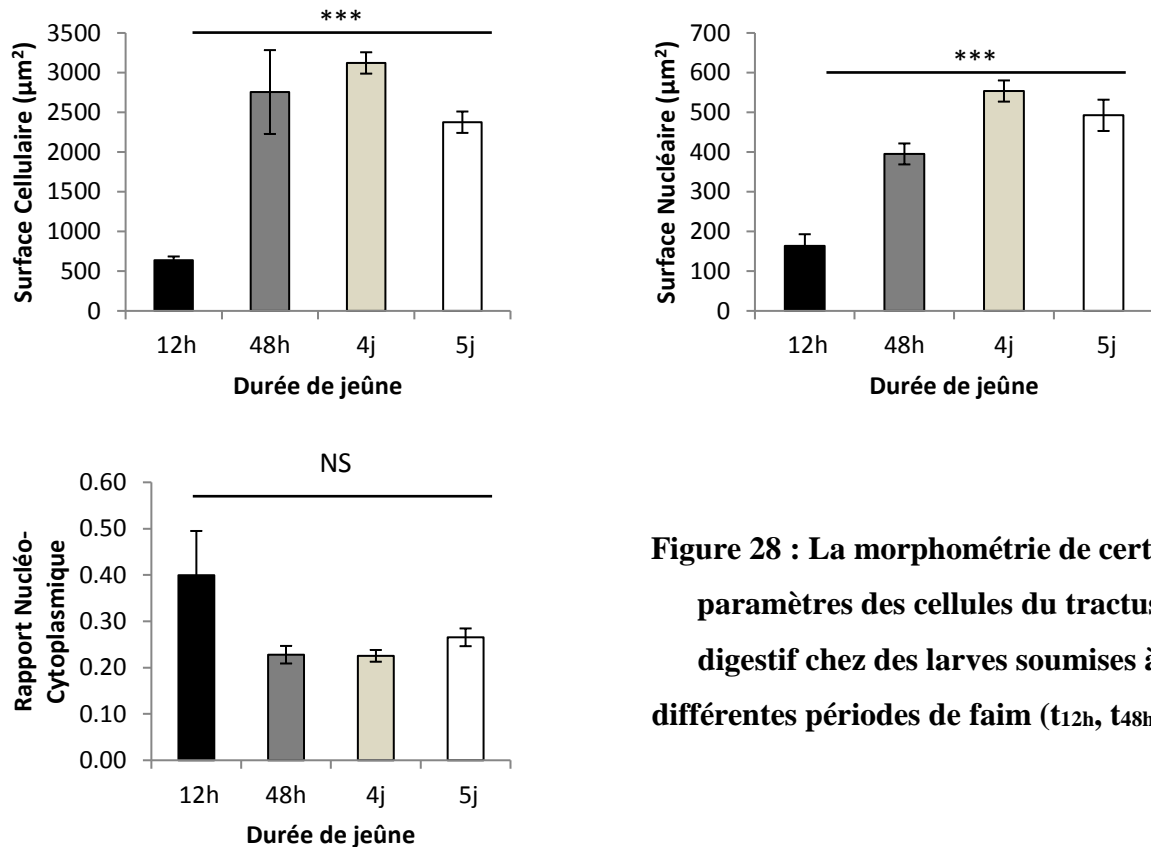 ***
3500
3000
2500
2000
1500
1000
500
0
Surface Cellulaire (µm²)
12h 48h 4j 5j
Durée de jeûne
***
700
600
500
400
300
200
100
0
Surface Nucléaire (µm²)
12h 48h 4j 5j
Durée de jeûne
NS
0.60
0.50
0.40
0.30
0.20
0.10
0.00
Rapport Nucléo-
Cytoplasmique
12h 48h 4j 5j
Durée de jeûne
Figure 28 : La morphométrie de cert
paramètres des cellules du tractus
digestif chez des larves soumises à
différentes périodes de faim (t12h, t48h